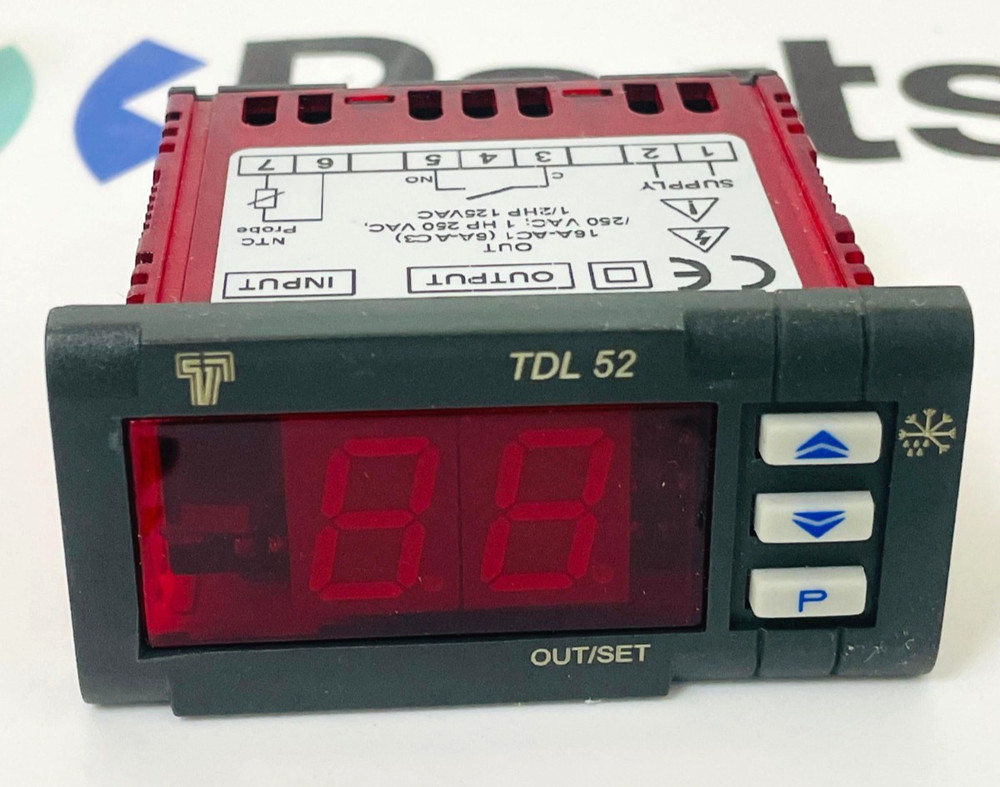 CE OUTPUT INPUT
OUT
16A-AC1 (6A-AC3)
/250 VAC; 1 HP 250 VAC,
1/2HP 125VAC
NTC
Probe
SUPPLY
C
NO
1 2 3 4 5 6 7
TDL 52
P
OUT/SET